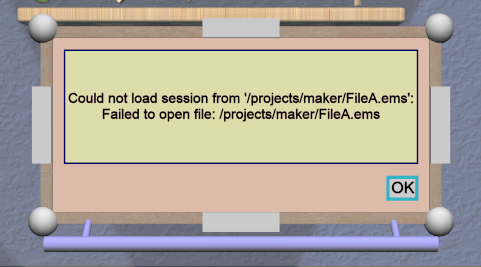 Could not load session from '/projects/maker/FileA.ems':
Failed to open file: /projects/maker/FileA.ems
OK